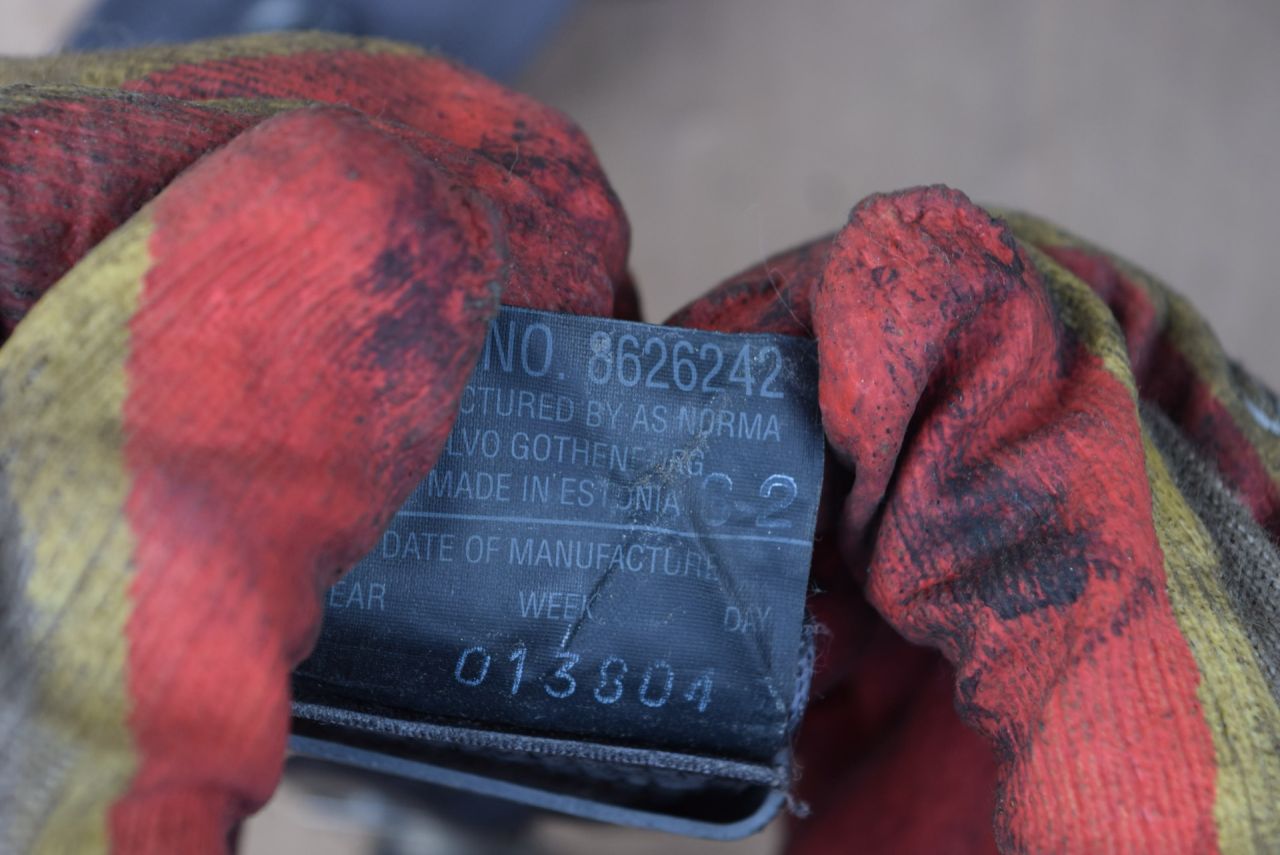 NO. 8626242
CTURED BY AS NORMA
LVO GOTHENBURG
MADE IN ESTONIA C-2
DATE OF MANUFACTURE
EAR WEEK DAY
013804